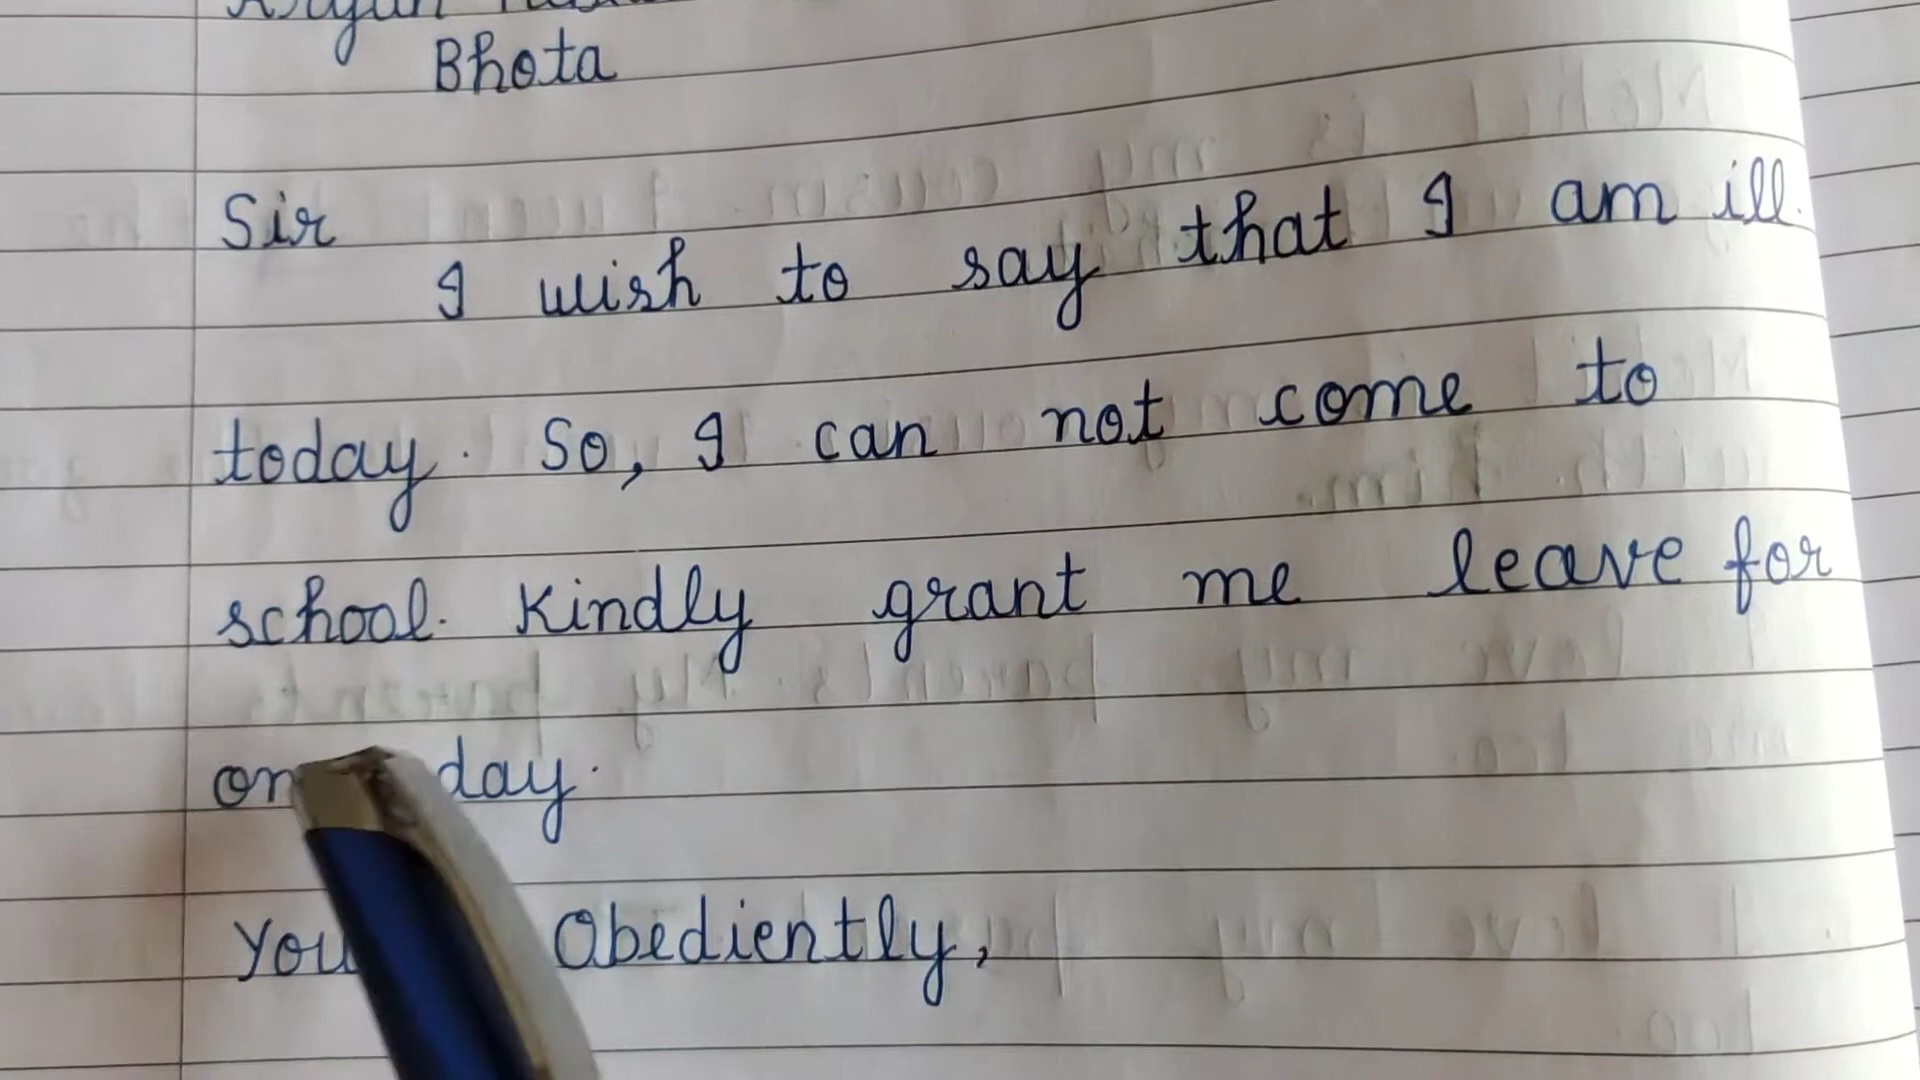 Bhota
Sir
I wish to say that I am ill.
today. So, I can not come to
school. Kindly grant me leave for
day.
Obediently,